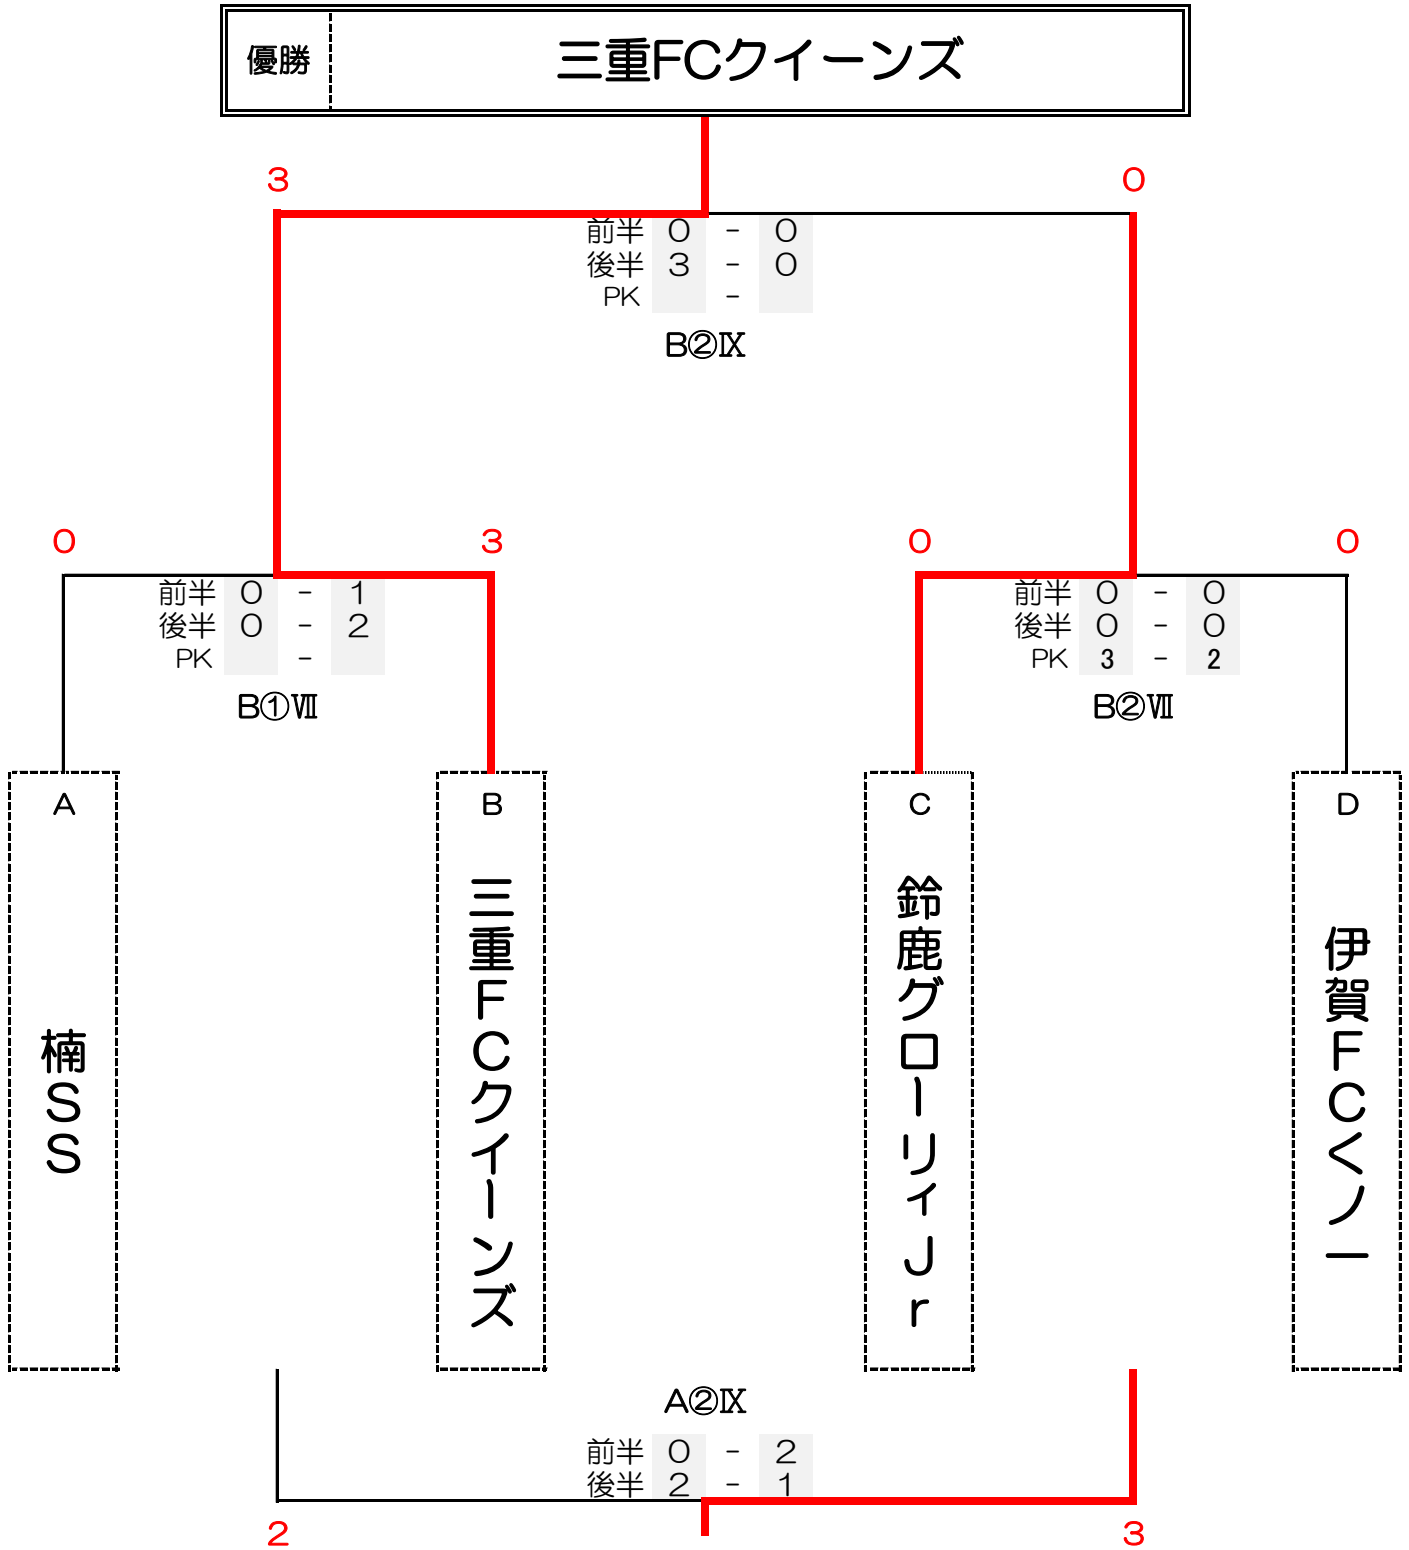 優勝 三重FCクイーンズ
3 0
前半 0 - 0
後半 3 - 0
PK -
B②Ⅸ
0 3 0 0
前半 0 - 1 前半 0 - 0
後半 0 - 2 後半 0 - 0
PK - PK 3 - 2
B①Ⅶ B②Ⅶ
A B C D
楠SS
三重FCクイーンズ
鈴鹿グローリィJr
伊賀FCくノ一
A②Ⅸ
前半 0 - 2
後半 2 - 1
2 3